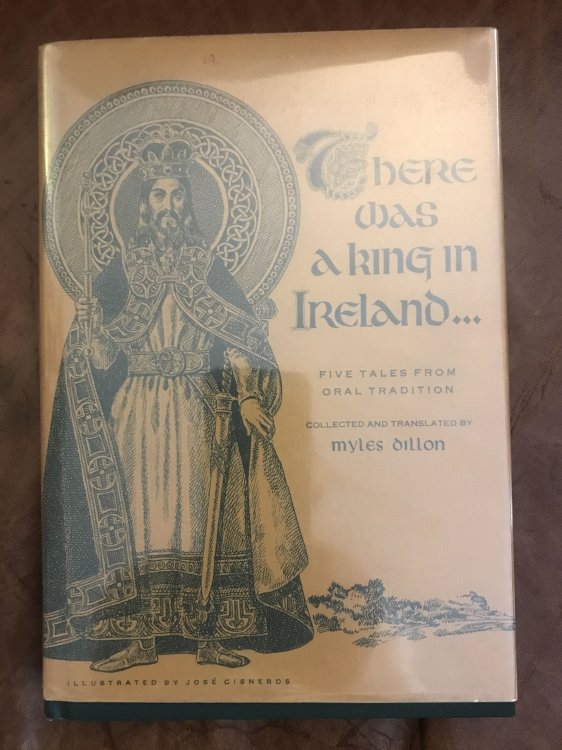 There
was
a king in
Ireland...
FIVE TALES FROM
ORAL TRADITION
COLLECTED AND TRANSLATED BY
myles dillon
ILLUSTRATED BY JOSÉ CISNEROS